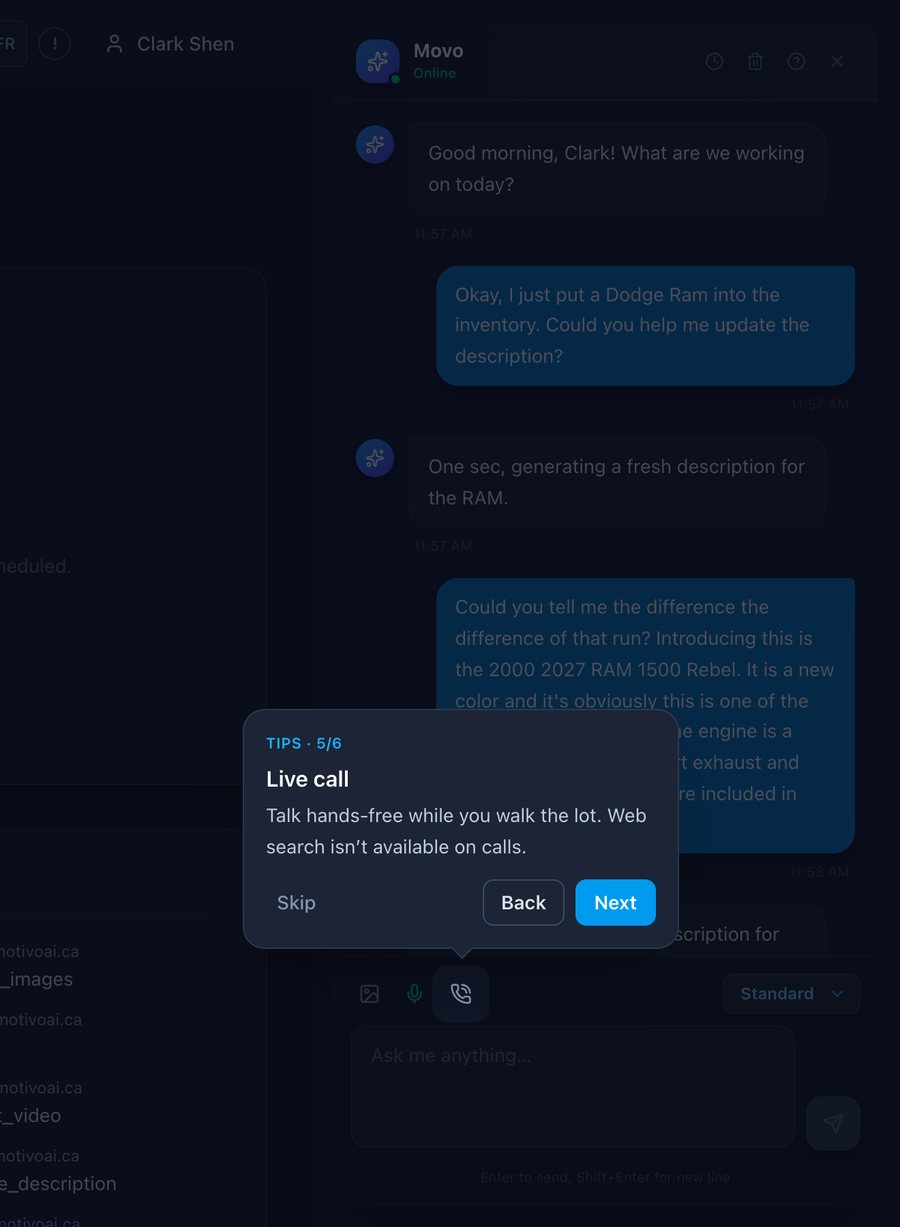 FR
!
Clark Shen
Movo
Online
Good morning, Clark! What are we working
on today?
11:57 AM
Okay, I just put a Dodge Ram into the
inventory. Could you help me update the
description?
11:57 AM
One sec, generating a fresh description for
the RAM.
11:57 AM
heduled.
Could you tell me the difference the
difference of that run? Introducing this is
the 2000 2027 RAM 1500 Rebel. It is a new
color and it's obviously this is one of the
engine is a
exhaust and
included in
11:58 AM
TIPS · 5/6
Live call
Talk hands-free while you walk the lot. Web
search isn’t available on calls.
Skip
Back
Next
scription for
motivoai.ca
_images
motivoai.ca
motivoai.ca
_video
motivoai.ca
e_description
motivoai.ca
Standard
Ask me anything...
Enter to send, Shift+Enter for new line